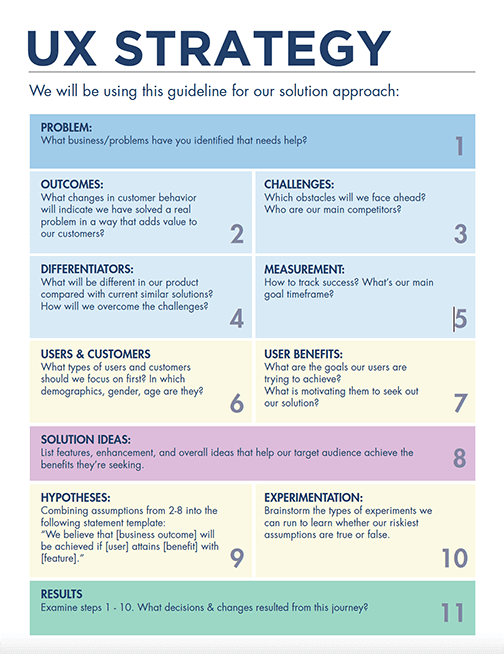 UX STRATEGY
We will be using this guideline for our solution approach:
PROBLEM:
What business/problems have you identified that needs help?
1
OUTCOMES:
What changes in customer behavior
will indicate we have solved a real
problem in a way that adds value to
our customers?
2
CHALLENGES:
Which obstacles will we face ahead?
Who are our main competitors?
3
DIFFERENTIATORS:
What will be different in our product
compared with current similar solutions?
How will we overcome the challenges?
4
MEASUREMENT:
How to track success? What's our main
goal timeframe?
5
USERS & CUSTOMERS
What types of users and customers
should we focus on first? In which
demographics, gender, age are they?
6
USER BENEFITS:
What are the goals our users are
trying to achieve?
What is motivating them to seek out
our solution?
7
SOLUTION IDEAS:
List features, enhancement, and overall ideas that help our target audience achieve the
benefits they're seeking.
8
HYPOTHESES:
Combining assumptions from 2-8 into the
following statement template:
"We believe that [business outcome] will
be achieved if [user] attains [benefit] with
[feature]."
9
EXPERIMENTATION:
Brainstorm the types of experiments we
can run to learn whether our riskiest
assumptions are true or false.
10
RESULTS
Examine steps 1 - 10. What decisions & changes resulted from this journey?
11